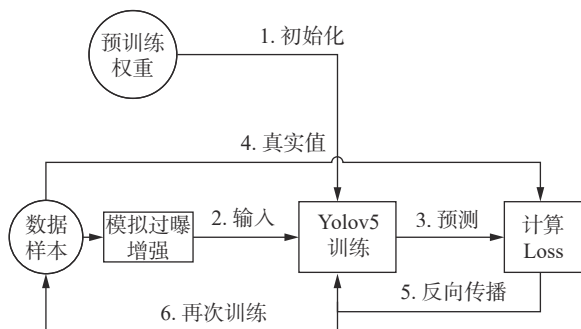 预训练
权重
1. 初始化
4. 真实值
数据
样本
模拟过曝
增强
2. 输入
Yolov5
训练
3. 预测
计算
Loss
5. 反向传播
6. 再次训练